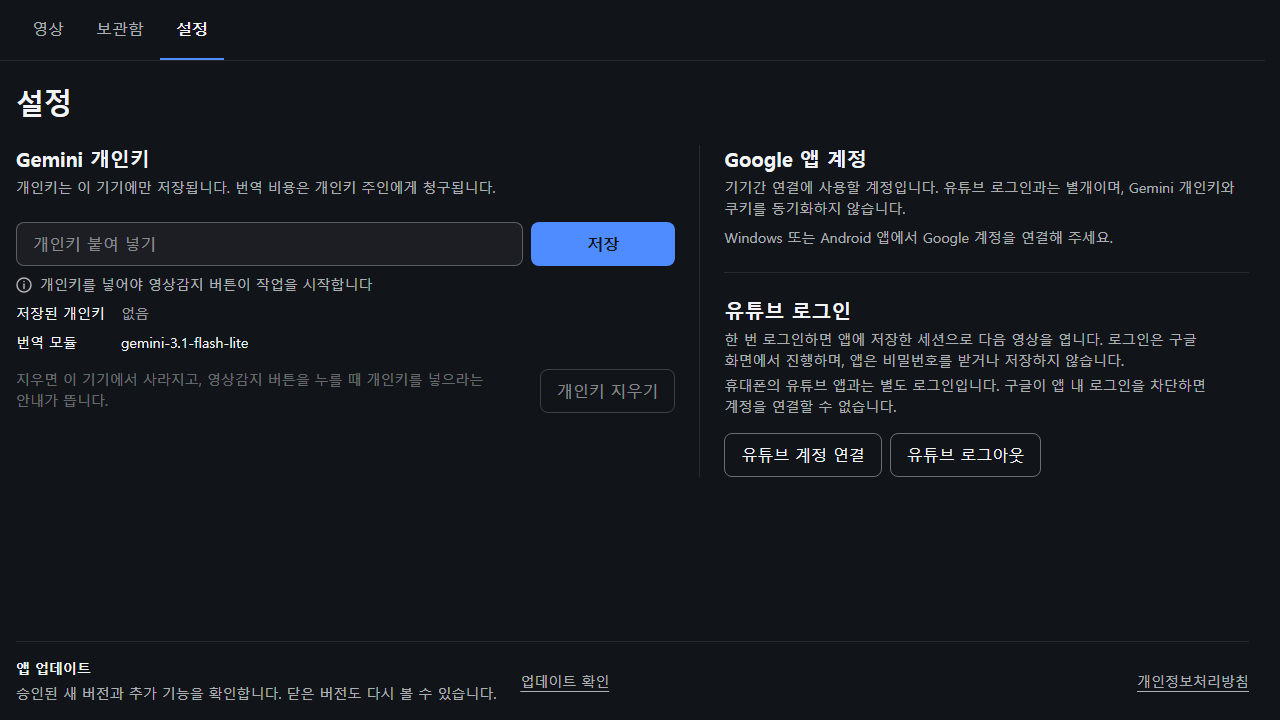 영상 보관함 설정
설정
Gemini 개인키
개인키는 이 기기에만 저장됩니다. 번역 비용은 개인키 주인에게 청구됩니다.
개인키 붙여 넣기 저장
개인키를 넣어야 영상감지 버튼이 작업을 시작합니다
저장된 개인키 없음
번역 모듈 gemini-3.1-flash-lite
지우면 이 기기에서 사라지고, 영상감지 버튼을 누를 때 개인키를 넣으라는
안내가 뜹니다.
개인키 지우기
Google 앱 계정
기기간 연결에 사용할 계정입니다. 유튜브 로그인과는 별개이며, Gemini 개인키와
쿠키를 동기화하지 않습니다.
Windows 또는 Android 앱에서 Google 계정을 연결해 주세요.
유튜브 로그인
한 번 로그인하면 앱에 저장한 세션으로 다음 영상을 엽니다. 로그인은 구글
화면에서 진행하며, 앱은 비밀번호를 받거나 저장하지 않습니다.
휴대폰의 유튜브 앱과는 별도 로그인입니다. 구글이 앱 내 로그인을 차단하면
계정을 연결할 수 없습니다.
유튜브 계정 연결 유튜브 로그아웃
앱 업데이트
승인된 새 버전과 추가 기능을 확인합니다. 닫은 버전도 다시 볼 수 있습니다.
업데이트 확인
개인정보처리방침